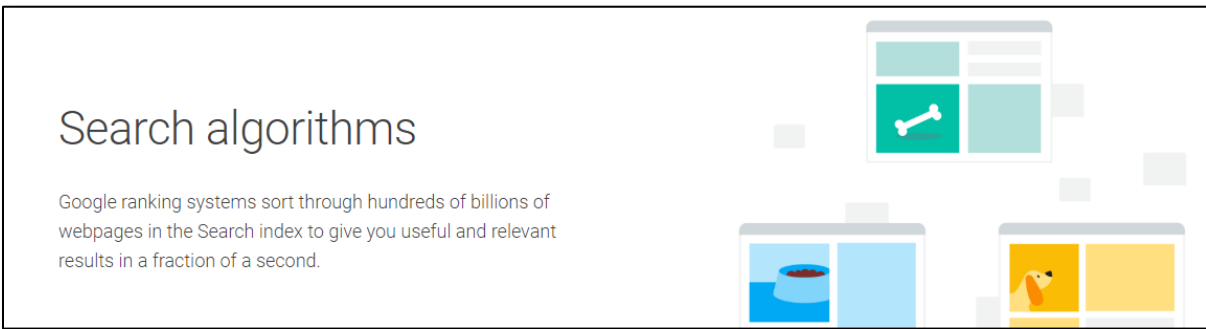 Search algorithms
Google ranking systems sort through hundreds of billions of
webpages in the Search index to give you useful and relevant
results in a fraction of a second.